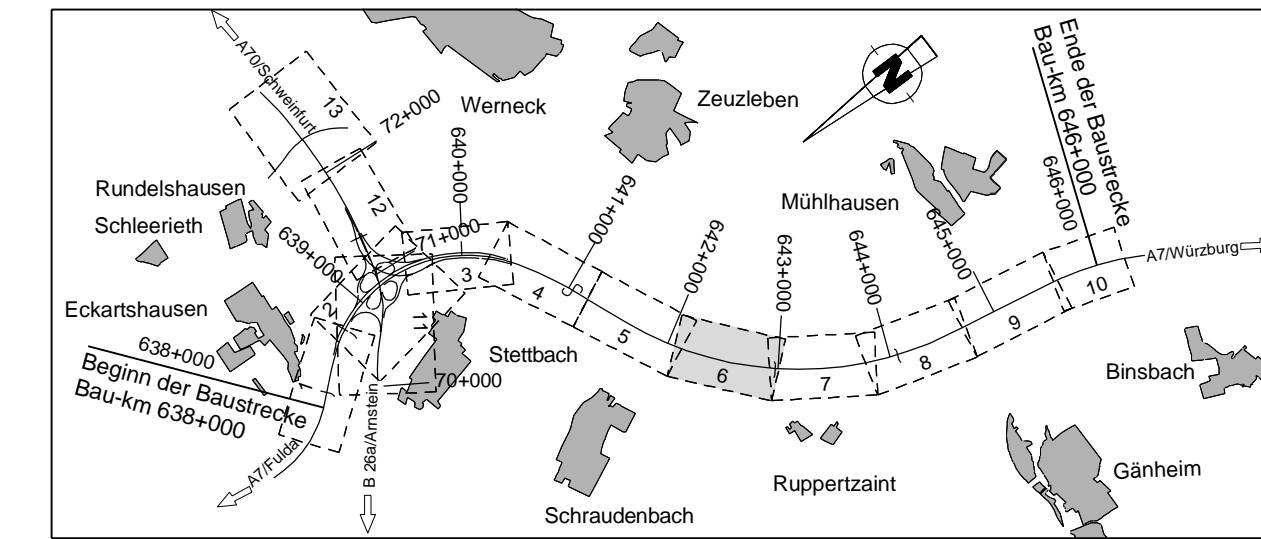 A70/Schweinfurt
13
72+000
Werneck
Zeuzleben
N
Ende der Baustrecke
Bau-km 646+000
646+000
Rundelshausen
Schleerieth
12
640+000
641+000
Mühlhausen
639+000
71+000
642+000
643+000
644+000
645+000
A7/Würzburg
3
4
5
6
7
8
9
10
Eckartshausen
2
11
638+000
Beginn der Baustrecke
Bau-km 638+000
Stettbach
70+000
Binsbach
A7/Fulda
B 26a/Arnstein
Schraudenbach
Ruppertzaint
Gänheim